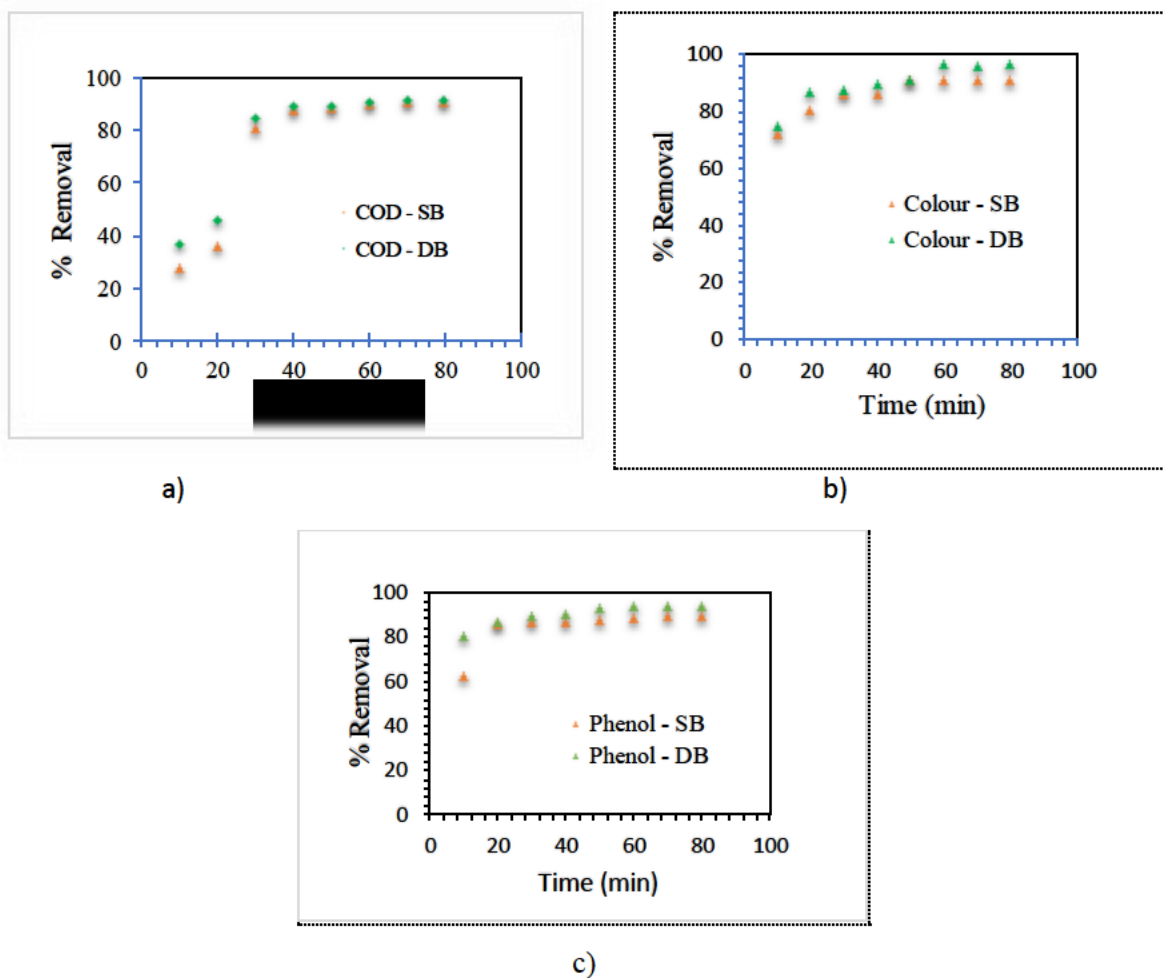 100
80
60
40
20
0
% Removal
COD - SB
COD - DB
0 20 40 60 80 100
a)
100
80
60
40
20
0
% Removal
Colour - SB
Colour - DB
0 20 40 60 80 100
Time (min)
b)
100
80
60
40
20
0
% Removal
Phenol - SB
Phenol - DB
0 20 40 60 80 100
Time (min)
c)